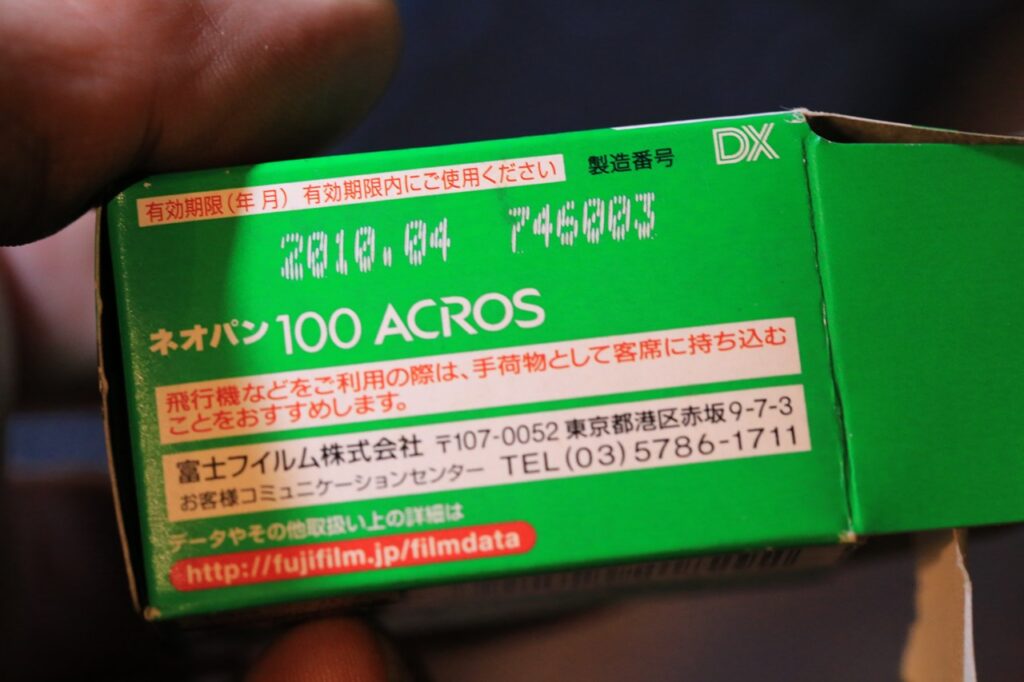 有効期限(年月) 有効期限内にご使用ください 製造番号 DX
2010.04 746003
ネオパン 100 ACROS
飛行機などをご利用の際は、手荷物として客席に持ち込む
ことをおすすめします。
富士フイルム株式会社 〒107-0052 東京都港区赤坂9-7-3
お客様コミュニケーションセンター TEL(03)5786-1711
データやその他取扱い上の詳細は
http://fujifilm.jp/filmdata